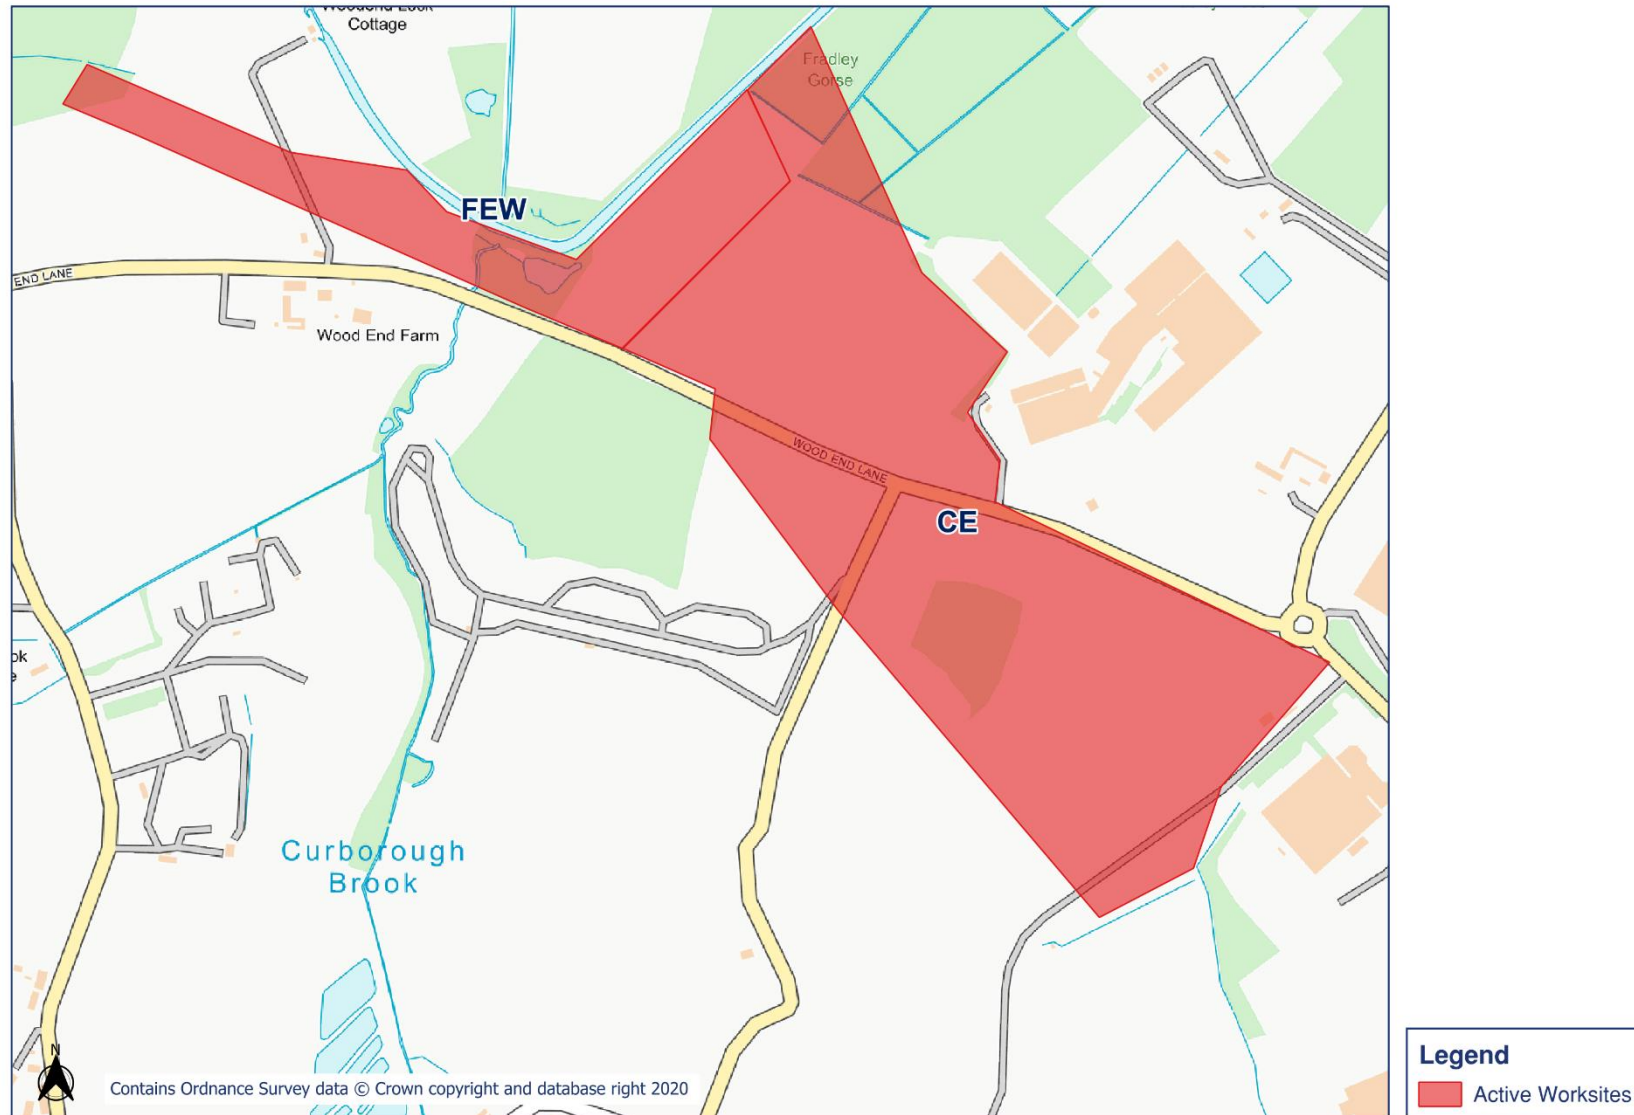 Cottage
Fradley
Gorse
FEW
END LANE
Wood End Farm
WOOD END LANE
CE
ok
e
Curborough
Brook
N
Contains Ordnance Survey data © Crown copyright and database right 2020
Legend
Active Worksites